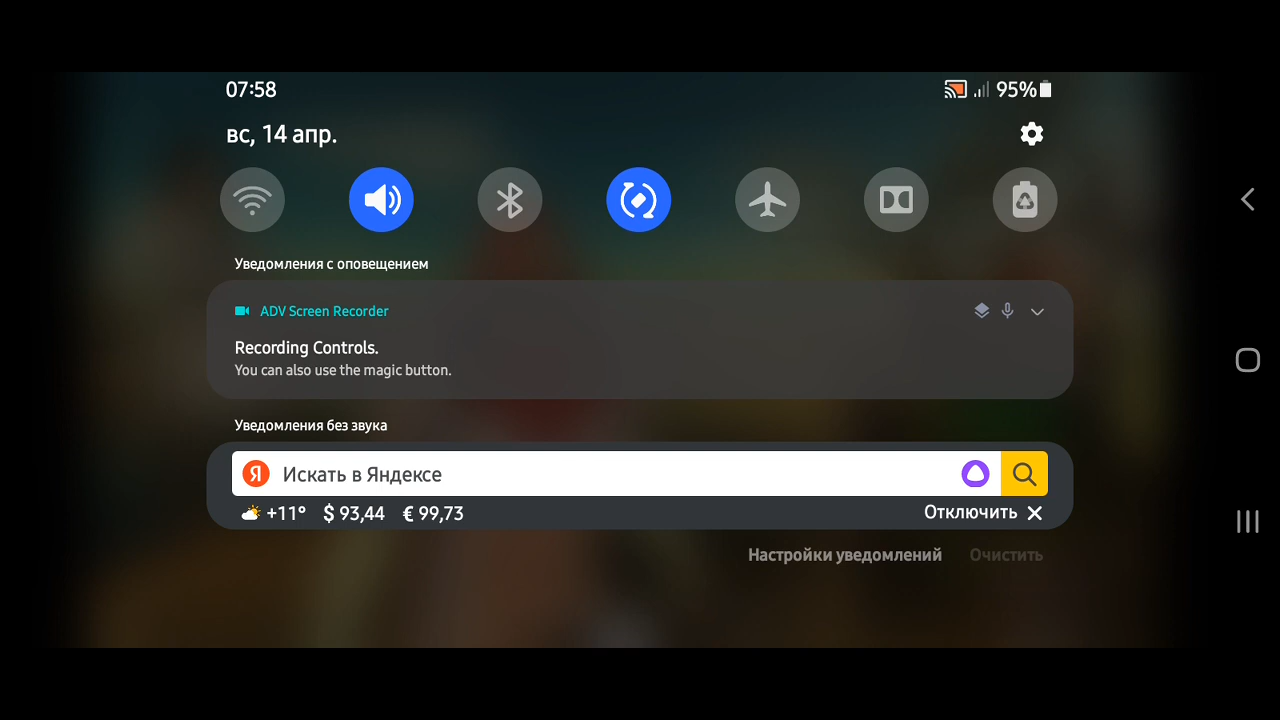 07:58
95%
вс, 14 апр.
Уведомления с оповещением
ADV Screen Recorder
Recording Controls.
You can also use the magic button.
Уведомления без звука
Я Искать в Яндексе
+11° $ 93,44 € 99,73
Отключить
Настройки уведомлений Очистить